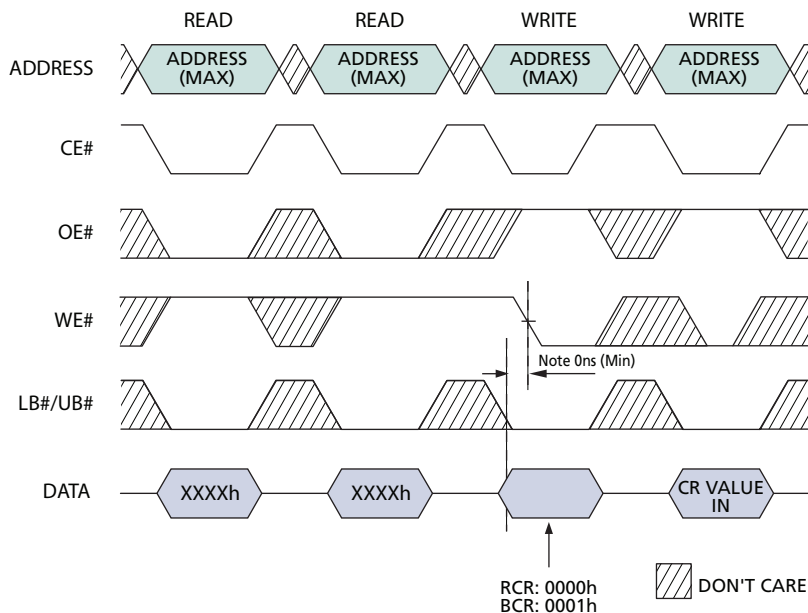 READ READ WRITE WRITE
ADDRESS ADDRESS ADDRESS ADDRESS ADDRESS
(MAX) (MAX) (MAX) (MAX)
CE#
OE#
WE#
Note 0ns (Min)
LB#/UB#
DATA XXXXh XXXXh CR VALUE
IN
RCR: 0000h
BCR: 0001h
DON'T CARE